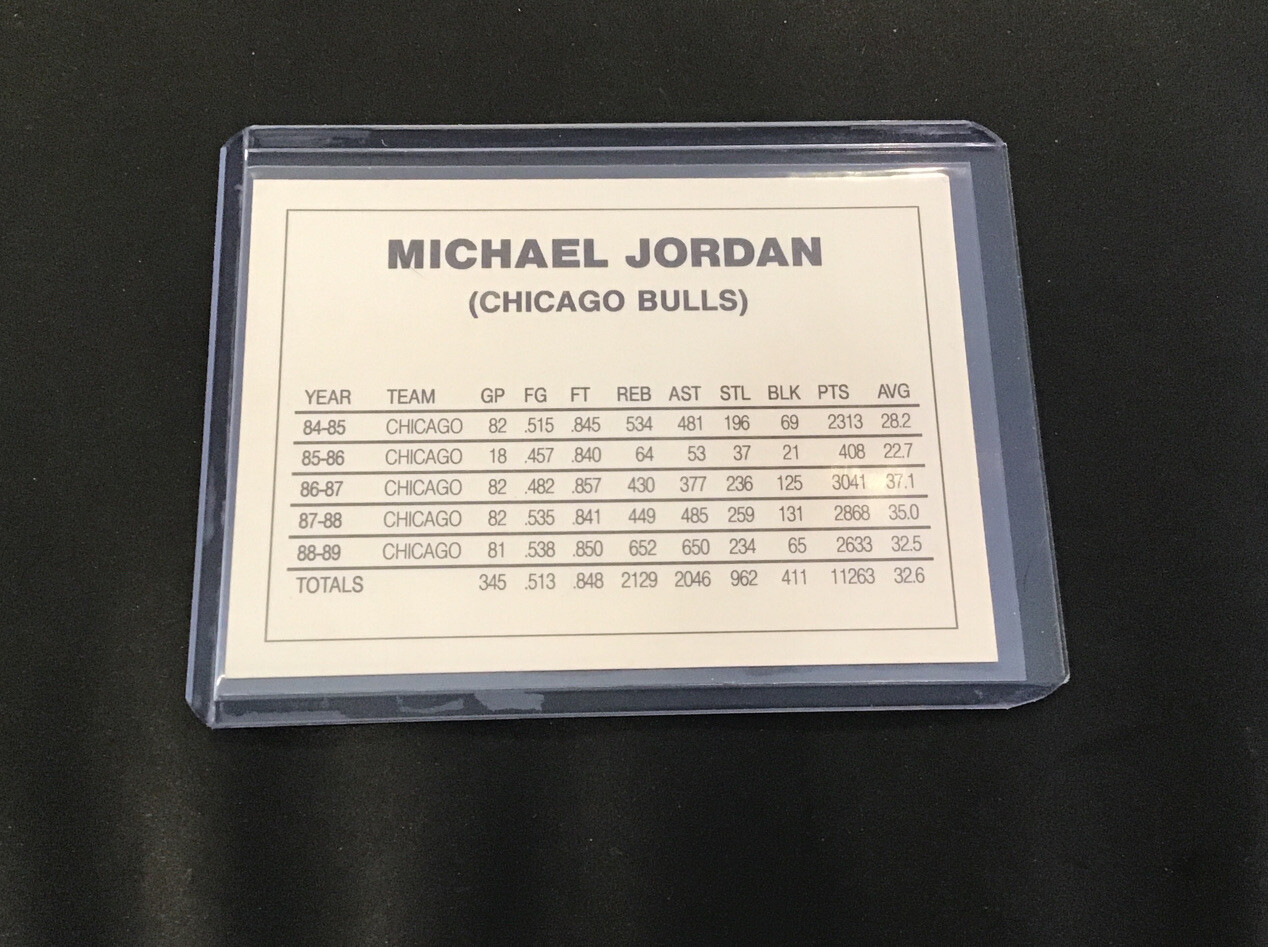 MICHAEL JORDAN
(CHICAGO BULLS)
YEAR TEAM GP FG FT REB AST STL BLK PTS AVG
84-85 CHICAGO 82 .515 .845 534 481 196 69 2313 28.2
85-86 CHICAGO 18 .457 .840 64 53 37 21 408 22.7
86-87 CHICAGO 82 .482 .857 430 377 236 125 3041 37.1
87-88 CHICAGO 82 .535 .841 449 485 259 131 2868 35.0
88-89 CHICAGO 81 .538 .850 652 650 234 65 2633 32.5
TOTALS 345 .513 .848 2129 2046 962 411 11263 32.6